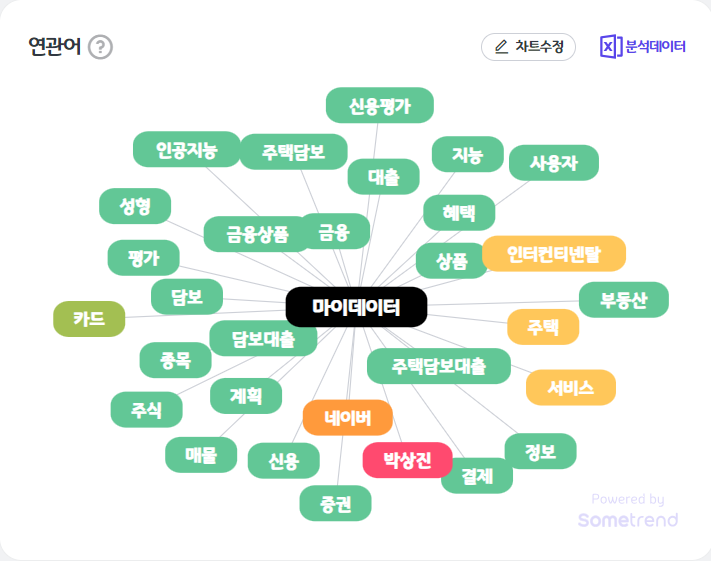 연관어 ?
차트수정
분석데이터
신용평가
인공지능
주택담보
지능
사용자
대출
성형
혜택
금융상품
금융
평가
상품
인터컨티넨탈
담보
마이데이터
부동산
카드
주택
담보대출
종목
주택담보대출
서비스
계획
주식
네이버
매물
신용
박상진
정보
결제
증권
Powered by
Sometrend